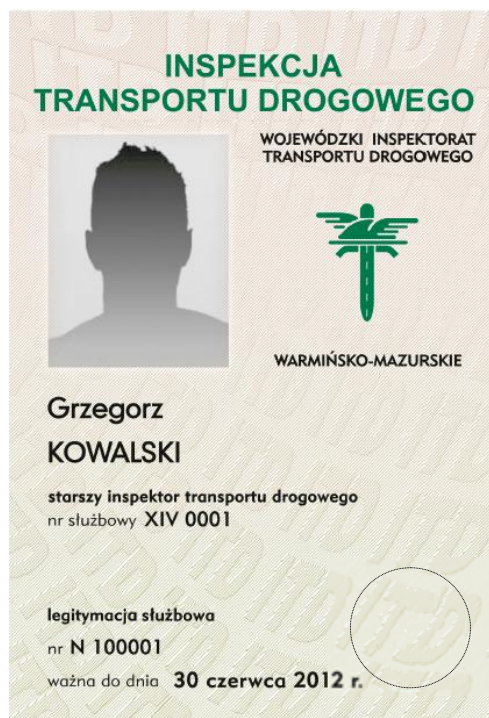 INSPEKCJA
TRANSPORTU DROGOWEGO
WOJEWÓDZKI INSPEKTORAT
TRANSPORTU DROGOWEGO
WARMIŃSKO-MAZURSKIE
Grzegorz
KOWALSKI
starszy inspektor transportu drogowego
nr służbowy XIV 0001
legitymacja służbowa
nr N 100001
ważna do dnia 30 czerwca 2012 r.
ITD